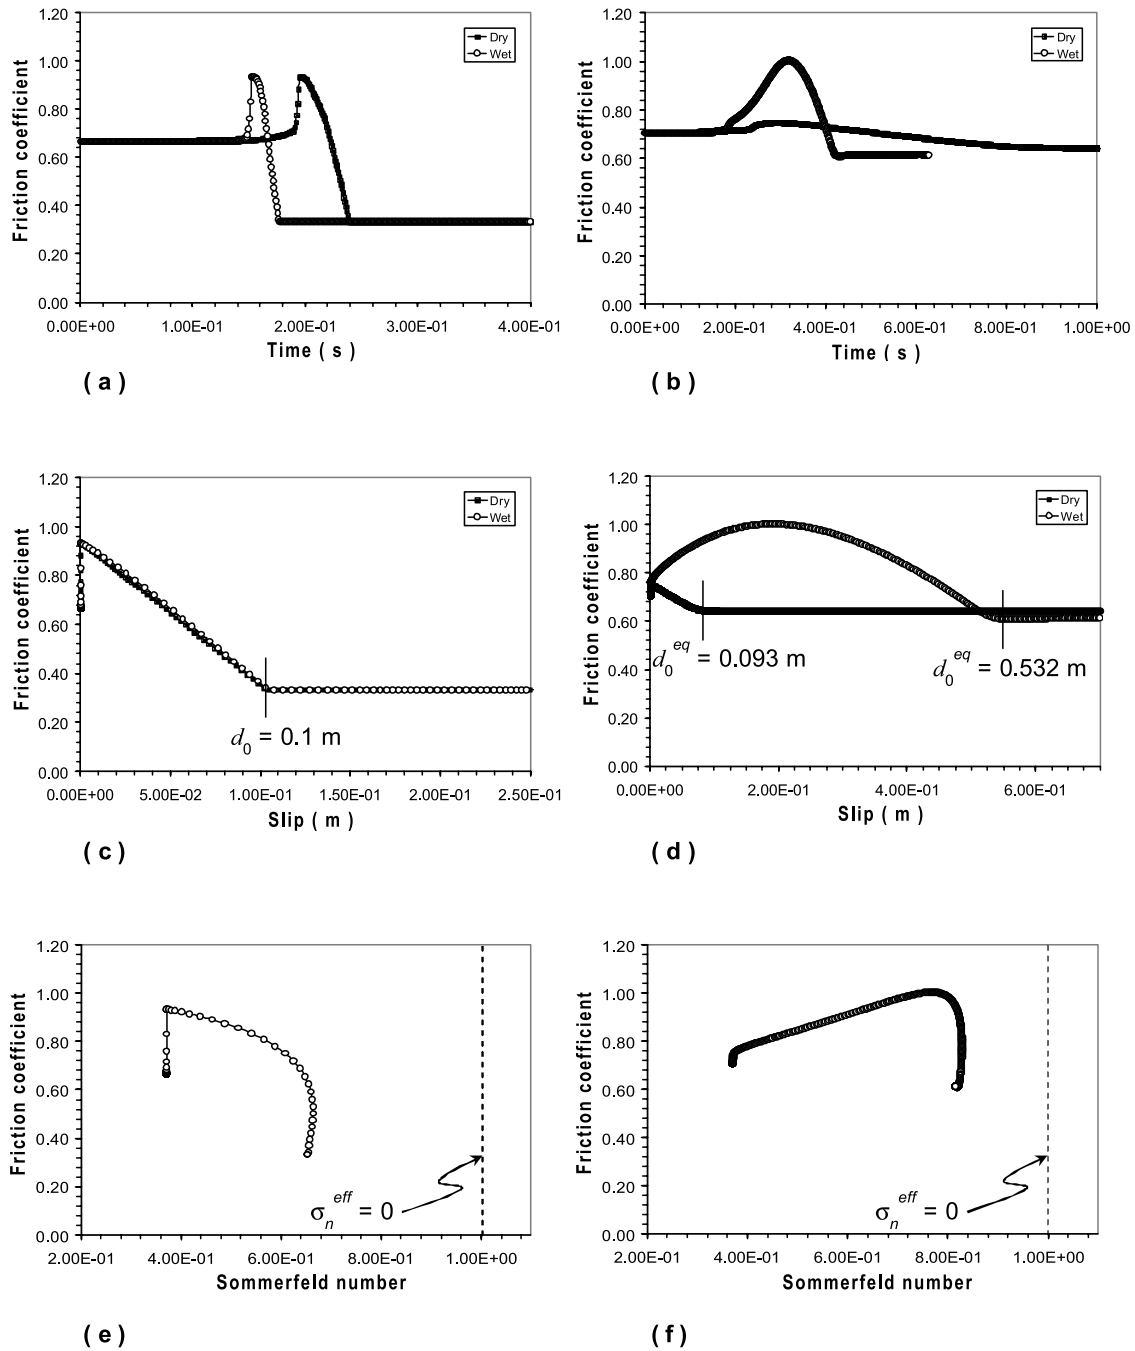 1.20
1.00
0.80
0.60
0.40
0.20
0.00
Friction coefficient
Dry
Wet
0.00E+00 1.00E-01 2.00E-01 3.00E-01 4.00E-01
Time ( s )
( a )
1.20
1.00
0.80
0.60
0.40
0.20
0.00
Friction coefficient
Dry
Wet
0.00E+00 2.00E-01 4.00E-01 6.00E-01 8.00E-01 1.00E+00
Time ( s )
( b )
1.20
1.00
0.80
0.60
0.40
0.20
0.00
Friction coefficient
Dry
Wet
d₀ = 0.1 m
0.00E+00 5.00E-02 1.00E-01 1.50E-01 2.00E-01 2.50E-01
Slip ( m )
( c )
1.20
1.00
0.80
0.60
0.40
0.20
0.00
Friction coefficient
Dry
Wet
d₀^eq = 0.093 m
d₀^eq = 0.532 m
0.00E+00 2.00E-01 4.00E-01 6.00E-01
Slip ( m )
( d )
1.20
1.00
0.80
0.60
0.40
0.20
0.00
Friction coefficient
σₙ^eff = 0
2.00E-01 4.00E-01 6.00E-01 8.00E-01 1.00E+00
Sommerfeld number
( e )
1.20
1.00
0.80
0.60
0.40
0.20
0.00
Friction coefficient
σₙ^eff = 0
2.00E-01 4.00E-01 6.00E-01 8.00E-01 1.00E+00
Sommerfeld number
( f )